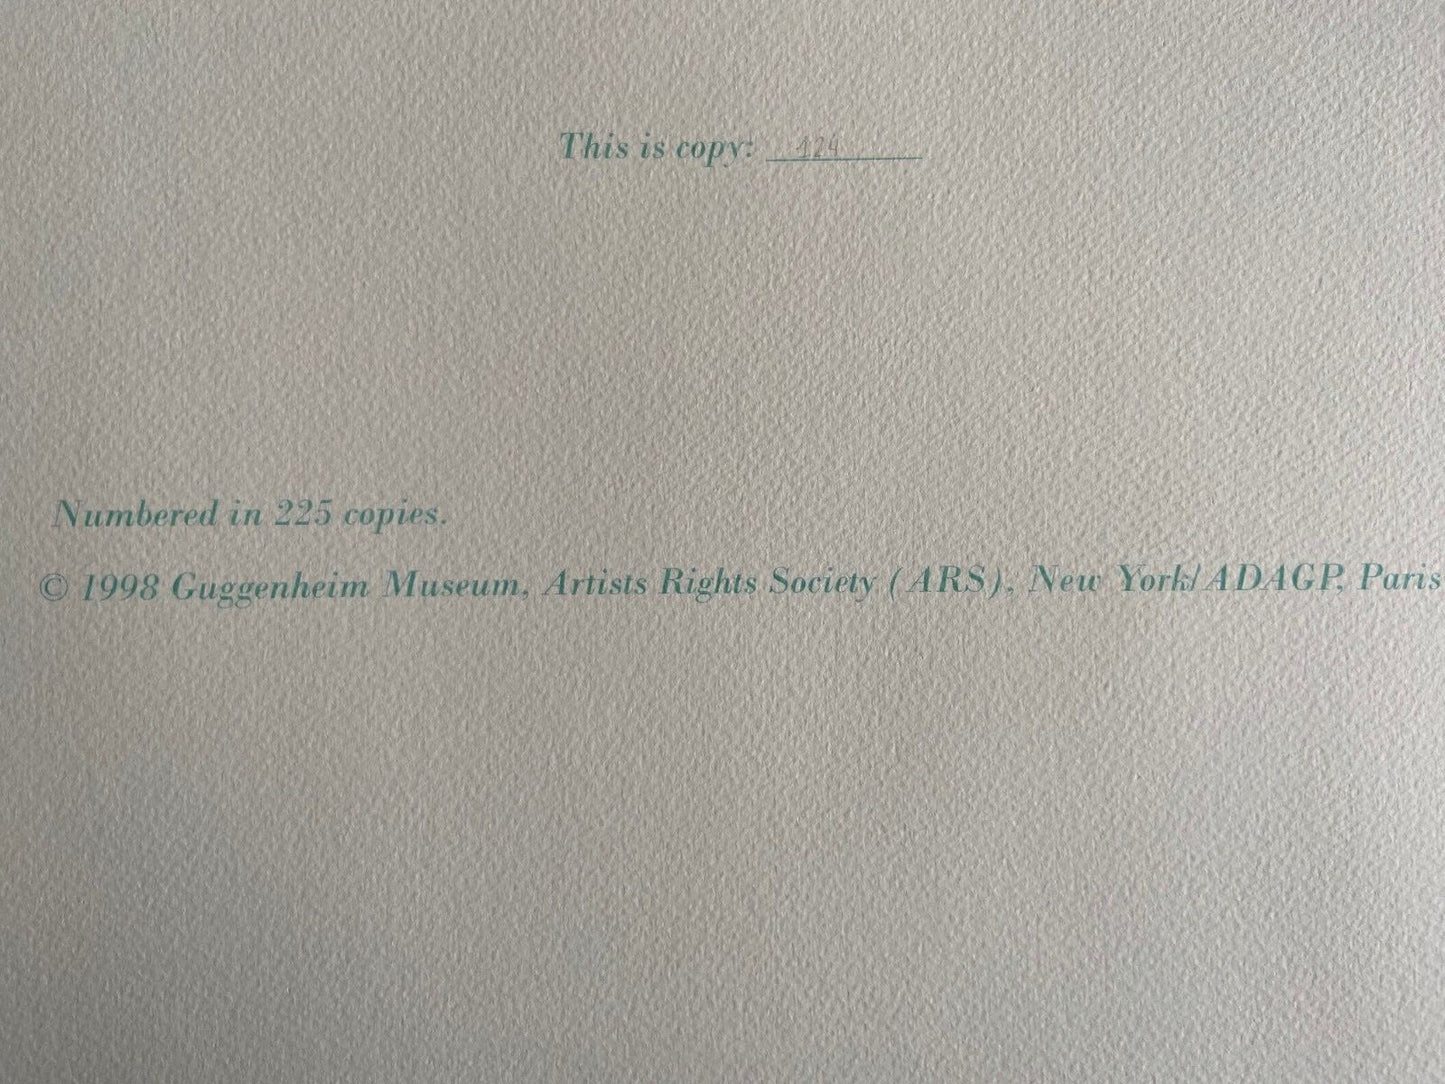 This is copy: 124
Numbered in 225 copies.
© 1998 Guggenheim Museum, Artists Rights Society (ARS), New York/ADAGP, Paris